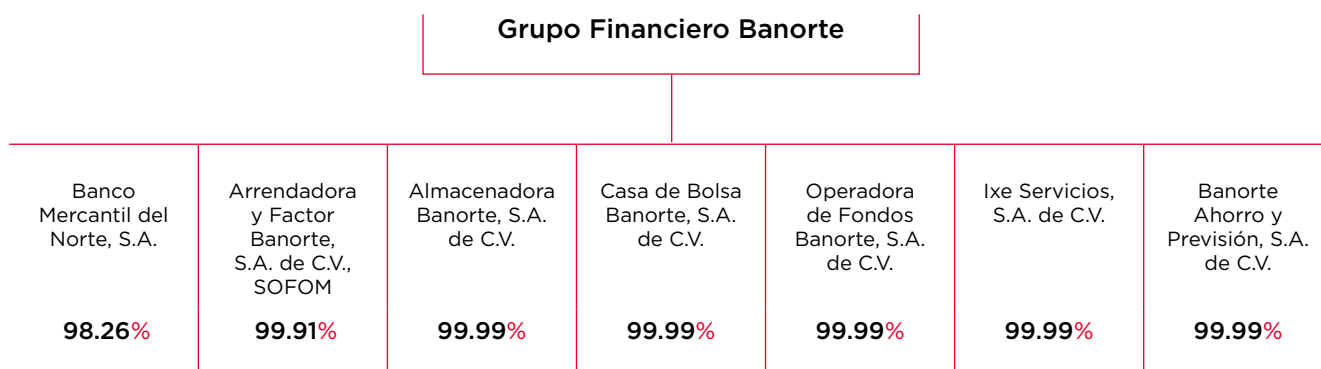 Grupo Financiero Banorte
Banco
Mercantil del
Norte, S.A.
98.26%
Arrendadora
y Factor
Banorte,
S.A. de C.V.,
SOFOM
99.91%
Almacenadora
Banorte, S.A.
de C.V.
99.99%
Casa de Bolsa
Banorte, S.A.
de C.V.
99.99%
Operadora
de Fondos
Banorte, S.A.
de C.V.
99.99%
Ixe Servicios,
S.A. de C.V.
99.99%
Banorte
Ahorro y
Previsión, S.A.
de C.V.
99.99%